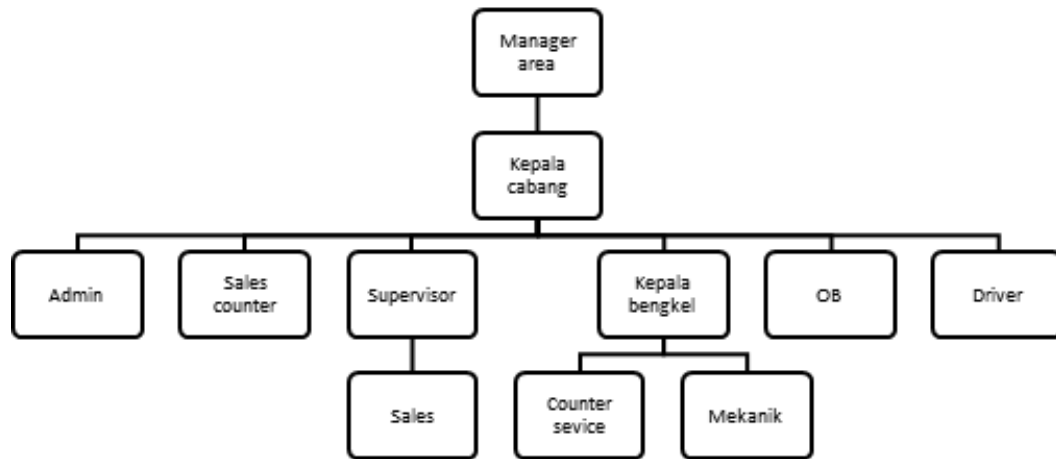 Manager
area
Kepala
cabang
Admin
Sales
counter
Supervisor
Kepala
bengkel
OB
Driver
Sales
Counter
sevice
Mekanik